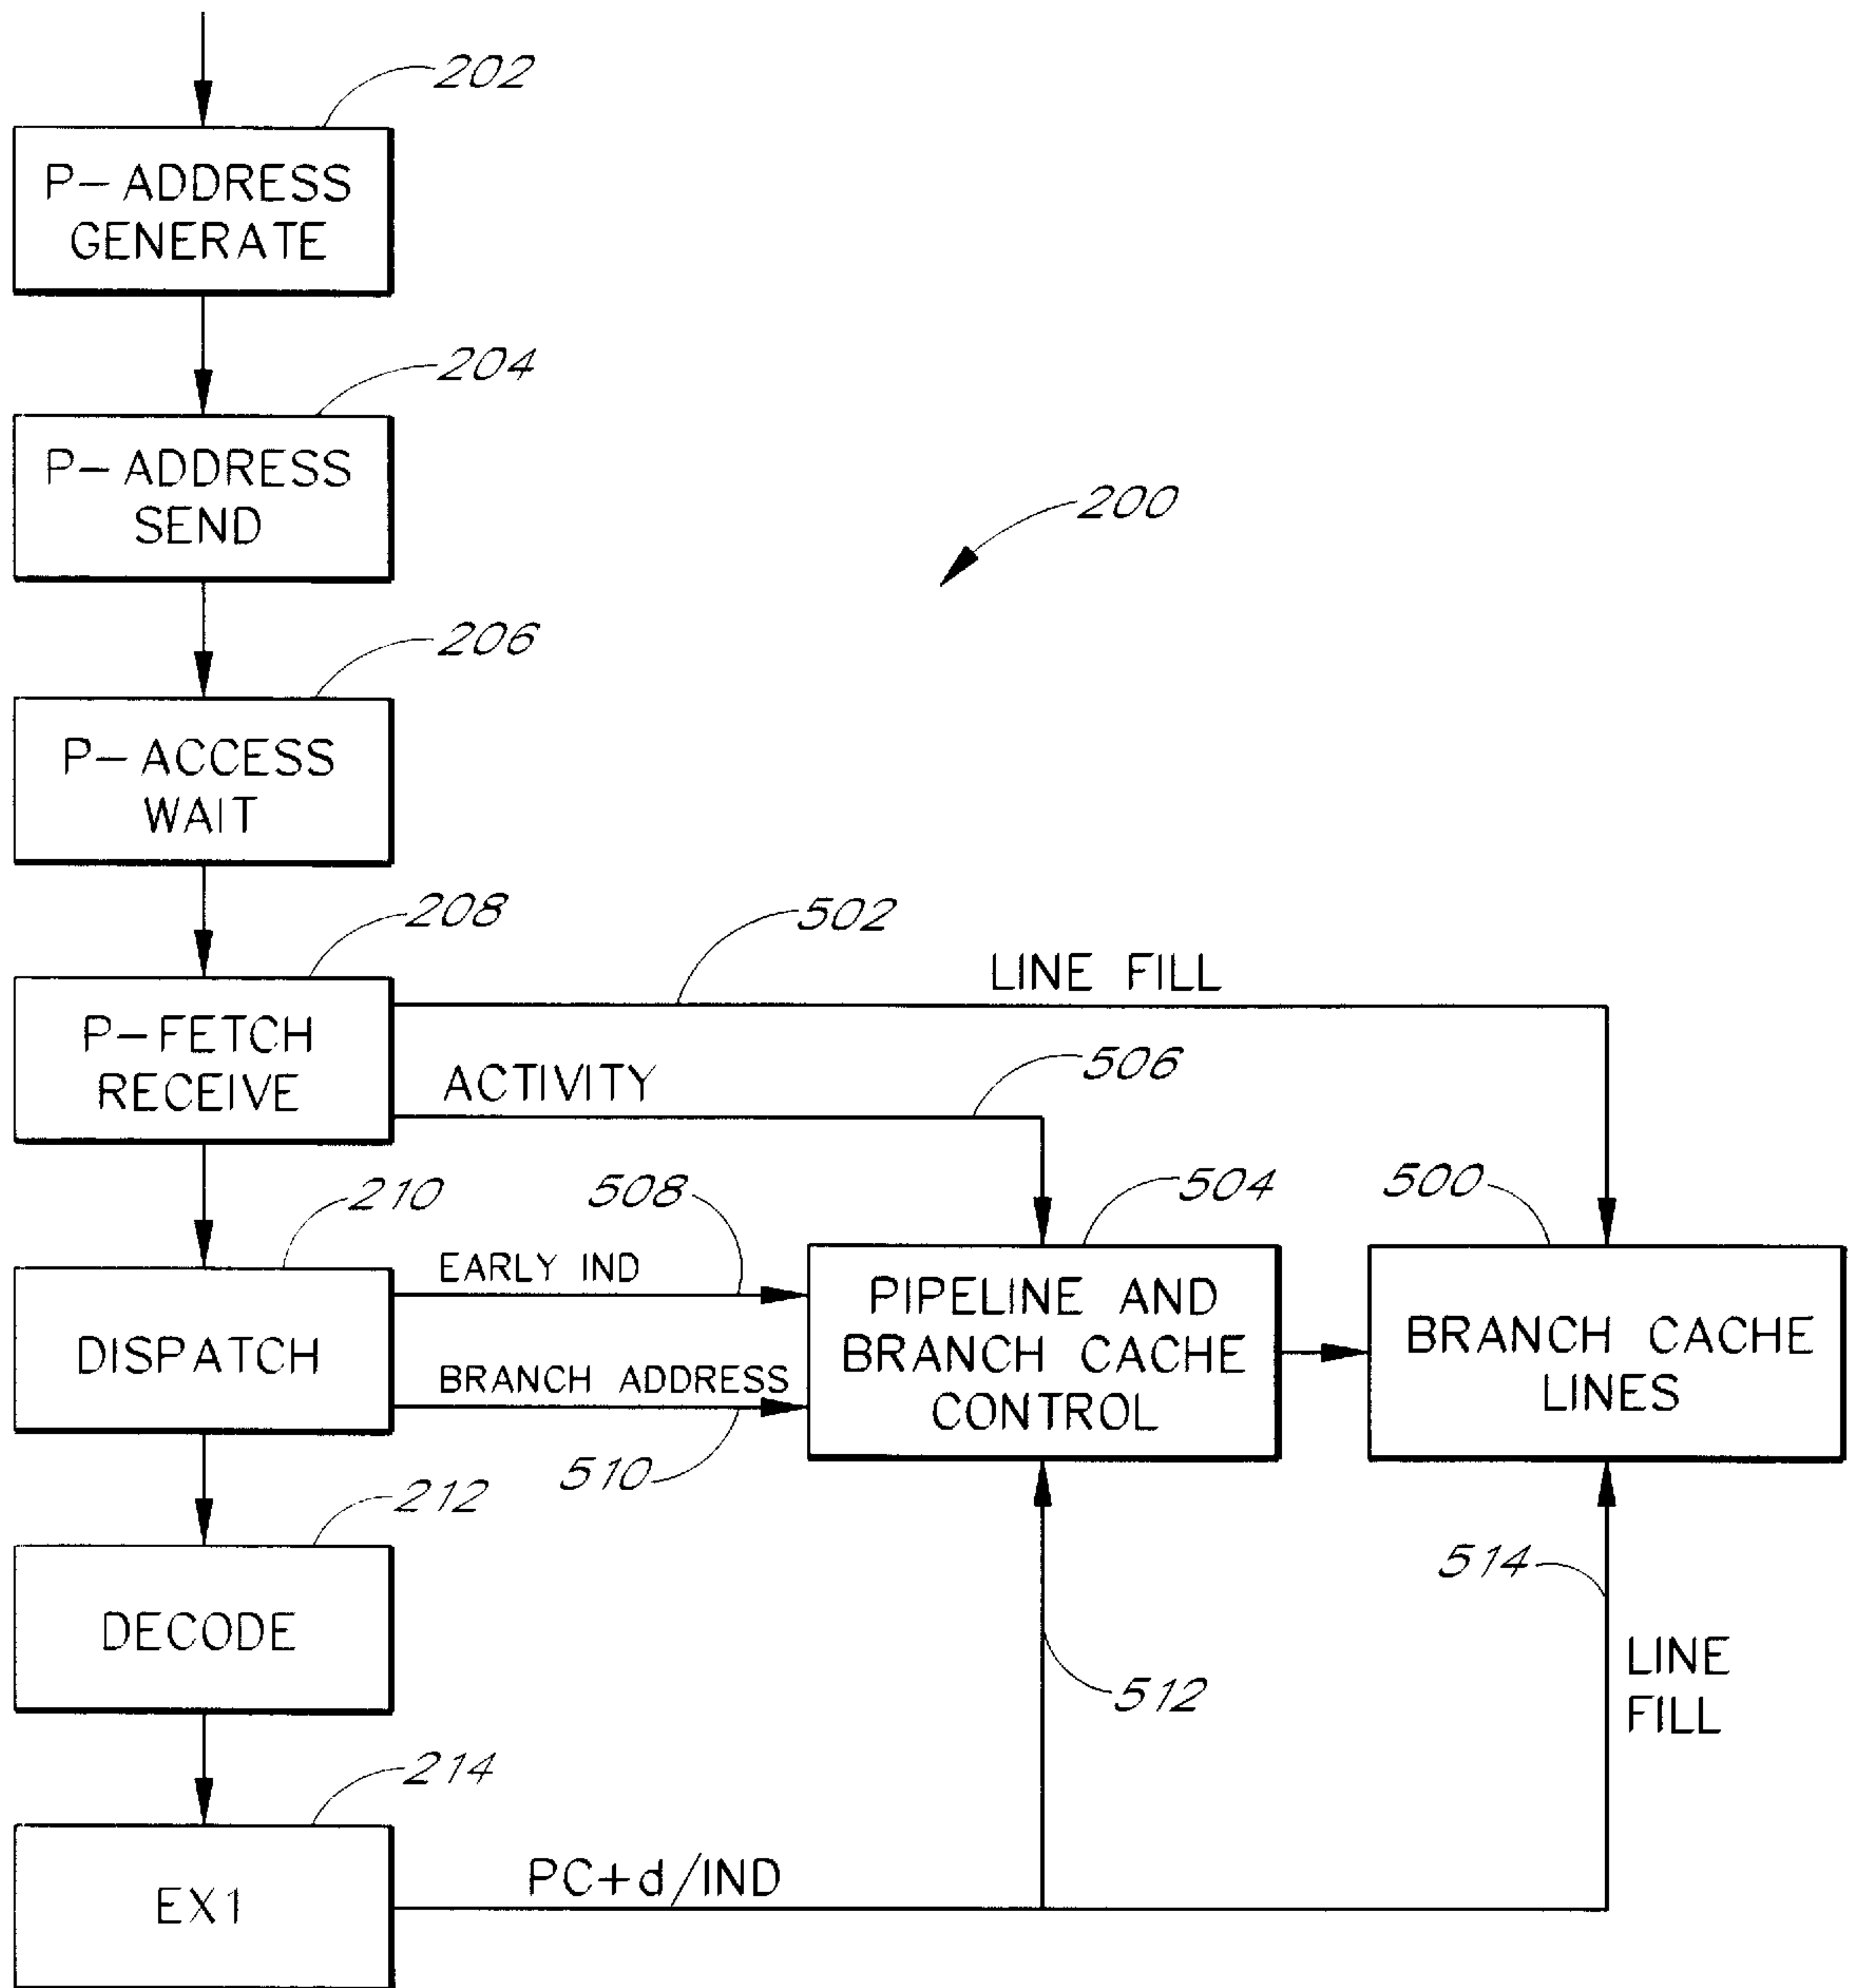 202
P-ADDRESS
GENERATE
204
P-ADDRESS
SEND
200
206
P-ACCESS
WAIT
208
502
LINE FILL
P-FETCH
RECEIVE
ACTIVITY
506
210
508
504
500
EARLY IND
DISPATCH
BRANCH ADDRESS
510
PIPELINE AND
BRANCH CACHE
CONTROL
BRANCH CACHE
LINES
212
DECODE
512
514
LINE
FILL
214
EX1
PC+d/IND